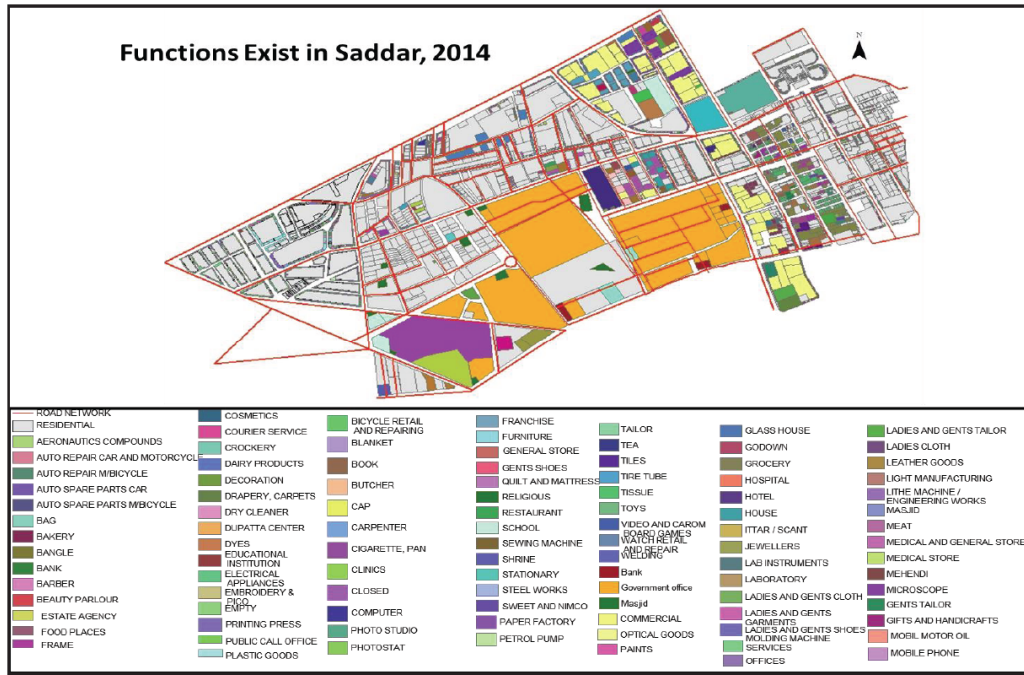 Functions Exist in Saddar, 2014
N
ROAD NETWORK
RESIDENTIAL
AERONAUTICS COMPOUNDS
AUTO REPAIR CAR AND MOTORCYCLE
AUTO REPAIR M/BICYCLE
AUTO SPARE PARTS CAR
AUTO SPARE PARTS M/BICYCLE
BAG
BAKERY
BANGLE
BANK
BARBER
BEAUTY PARLOUR
ESTATE AGENCY
FOOD PLACES
FRAME
COSMETICS
COURIER SERVICE
CROCKERY
DAIRY PRODUCTS
DECORATION
DRAPERY, CARPETS
DRY CLEANER
DUPATTA CENTER
DYES
EDUCATIONAL
INSTITUTION
ELECTRICAL
APPLIANCES
EMBROIDERY &
PICO
EMPTY
PRINTING PRESS
PUBLIC CALL OFFICE
PLASTIC GOODS
BICYCLE RETAIL
AND REPAIRING
BLANKET
BOOK
BUTCHER
CAP
CARPENTER
CIGARETTE, PAN
CLINICS
CLOSED
COMPUTER
PHOTO STUDIO
PHOTOSTAT
FRANCHISE
FURNITURE
GENERAL STORE
GENTS SHOES
QUILT AND MATTRESS
RELIGIOUS
RESTAURANT
SCHOOL
SEWING MACHINE
SHRINE
STATIONARY
STEEL WORKS
SWEET AND NIMCO
PAPER FACTORY
PETROL PUMP
TAILOR
TEA
TILES
TIRE TUBE
TISSUE
TOYS
VIDEO AND CAROM
BOARD GAMES
WATCH RETAIL
AND REPAIR
WELDING
Bank
Government office
Masjid
COMMERCIAL
OPTICAL GOODS
PAINTS
GLASS HOUSE
GODOWN
GROCERY
HOSPITAL
HOTEL
HOUSE
ITTAR / SCANT
JEWELLERS
LAB INSTRUMENTS
LABORATORY
LADIES AND GENTS CLOTH
LADIES AND GENTS
GARMENTS
LADIES AND GENTS SHOES
MOLDING MACHINE
SERVICES
OFFICES
LADIES AND GENTS TAILOR
LADIES CLOTH
LEATHER GOODS
LIGHT MANUFACTURING
LITHE MACHINE /
ENGINEERING WORKS
MASJID
MEAT
MEDICAL AND GENERAL STORE
MEDICAL STORE
MEHENDI
MICROSCOPE
GENTS TAILOR
GIFTS AND HANDICRAFTS
MOBIL MOTOR OIL
MOBILE PHONE